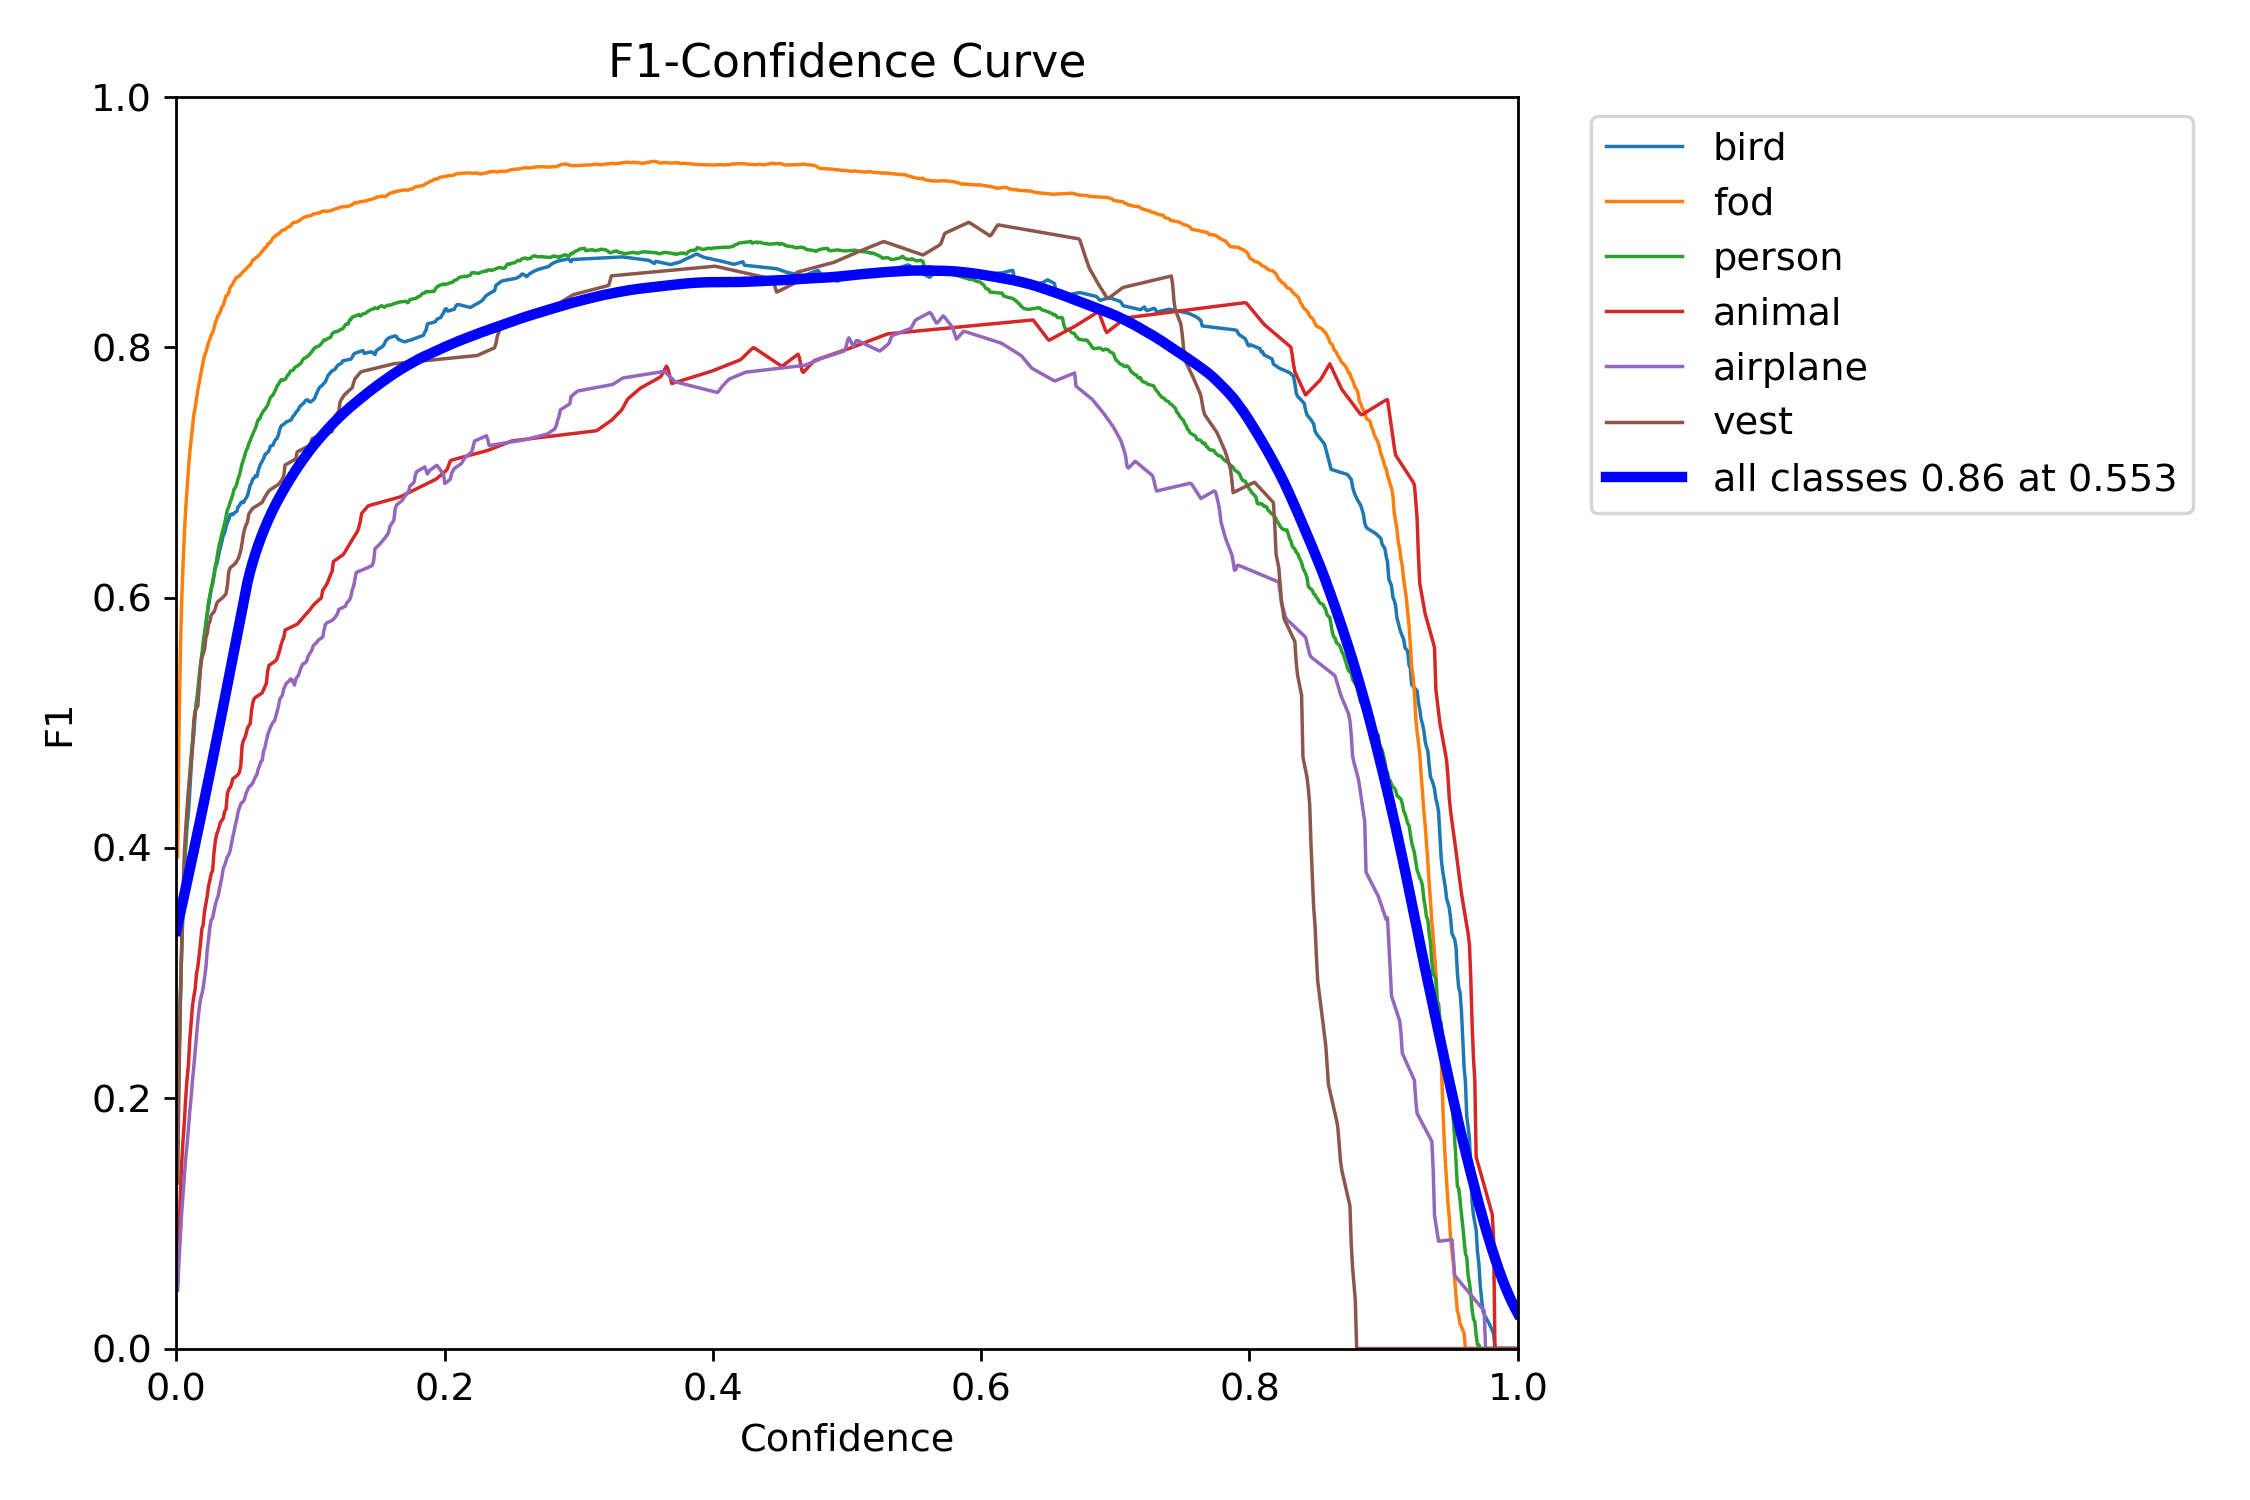 F1-Confidence Curve
1.0
0.8
0.6
0.4
0.2
0.0
F1
0.0 0.2 0.4 0.6 0.8 1.0
Confidence
bird
fod
person
animal
airplane
vest
all classes 0.86 at 0.553